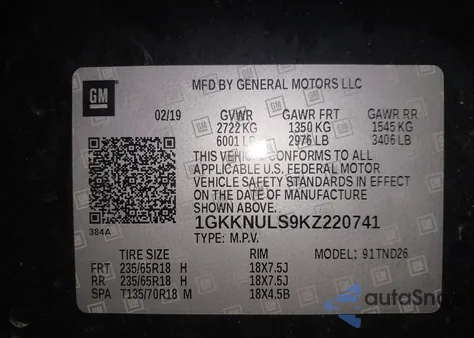 MFD BY GENERAL MOTORS LLC
GM
02/19 GVWR GAWR FRT GAWR RR
2722 KG 1350 KG 1545 KG
6001 LB 2976 LB 3406 LB
THIS VEHICLE CONFORMS TO ALL
APPLICABLE U.S. FEDERAL MOTOR
VEHICLE SAFETY STANDARDS IN EFFECT
ON THE DATE OF MANUFACTURE
SHOWN ABOVE.
384A
1GKKNULS9KZ220741
TYPE: M.P.V. MODEL: 91TND26
TIRE SIZE RIM
FRT 235/65R18 H 18X7.5J
RR 235/65R18 H 18X7.5J
SPA T135/70R18 M 18X4.5B
autoSnap